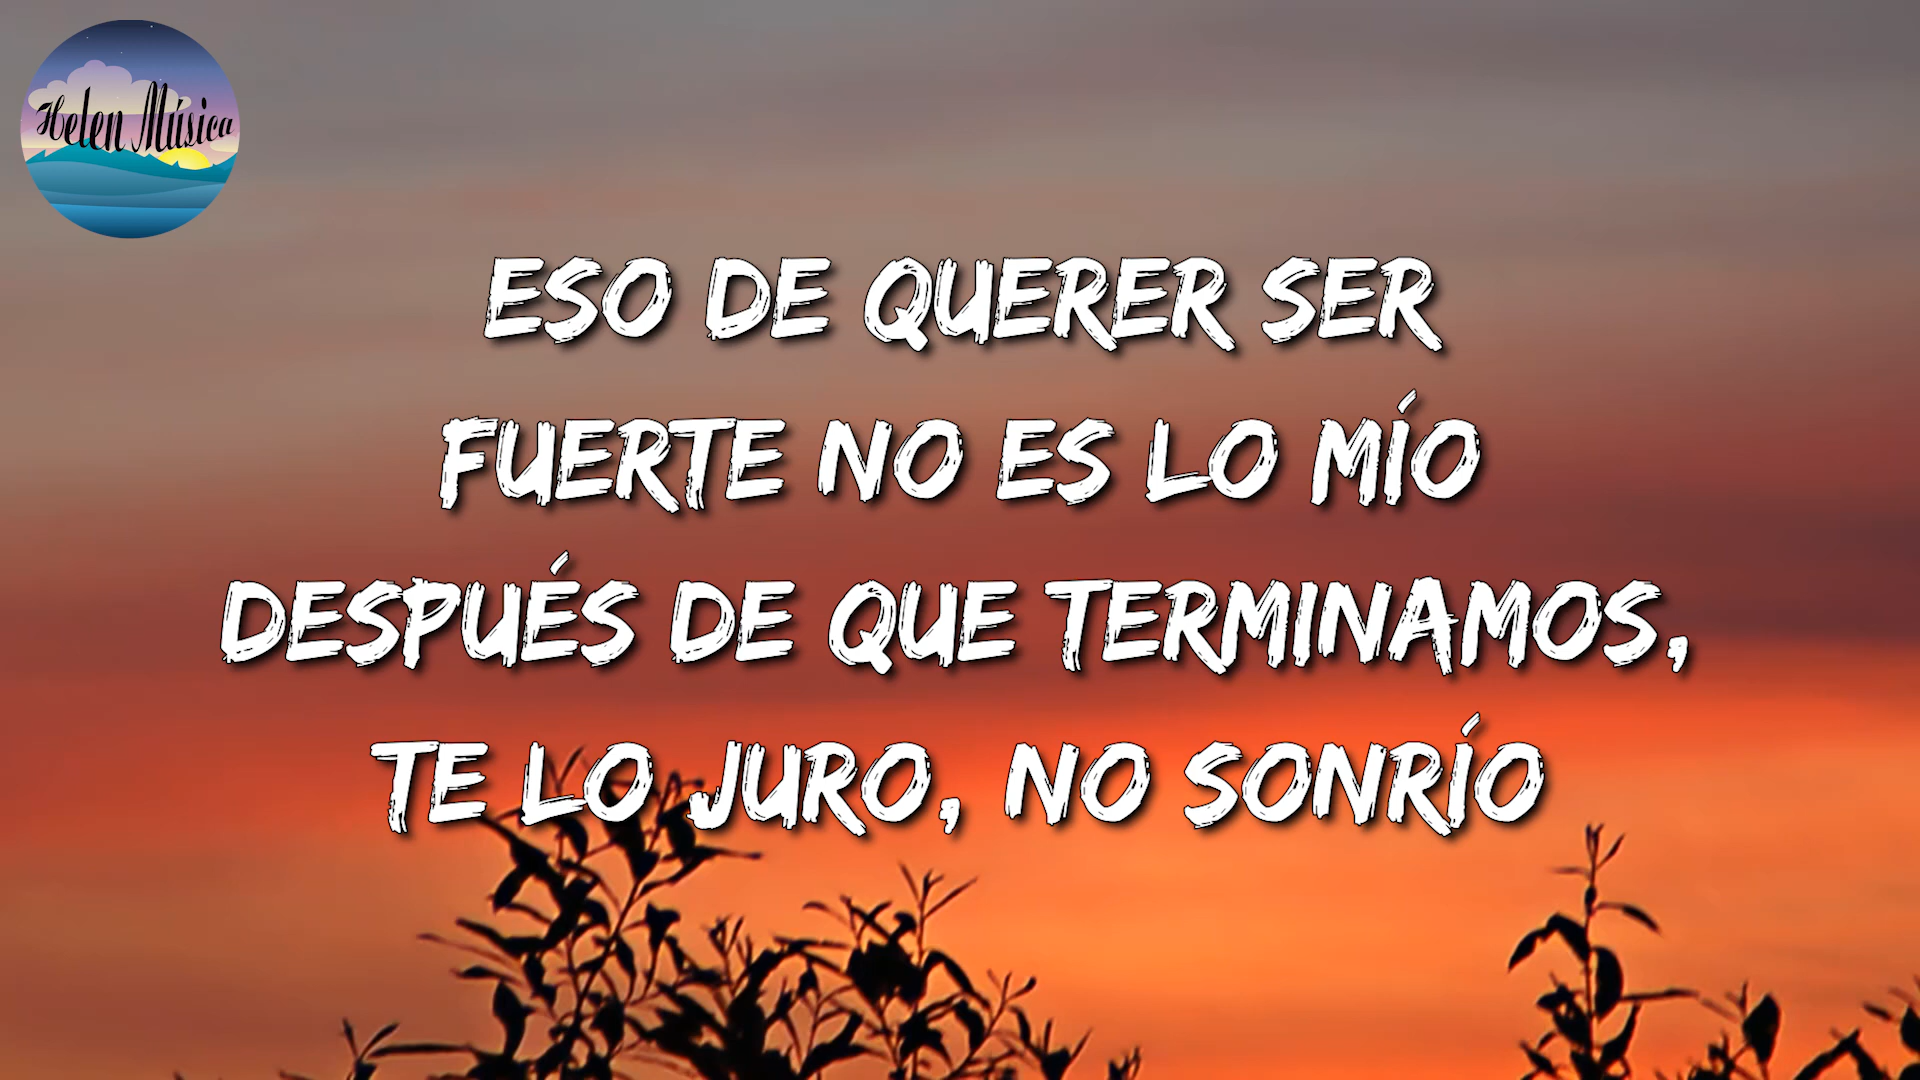 Helen Música
ESO DE QUERER SER
FUERTE NO ES LO MÍO
DESPUÉS DE QUE TERMINAMOS,
TE LO JURO, NO SONRÍO